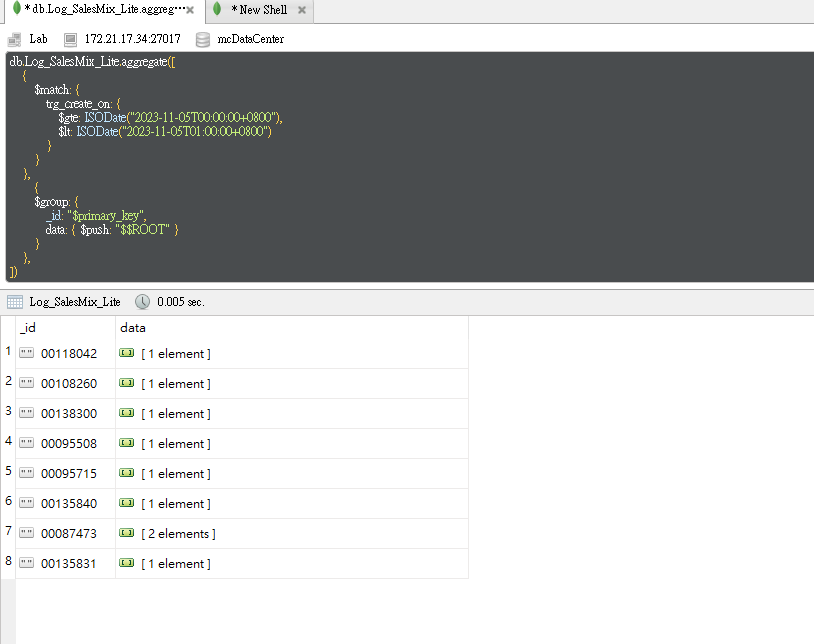 * db.Log_SalesMix_Lite.aggreg···
* New Shell
Lab 172.21.17.34:27017 mcDataCenter
db.Log_SalesMix_Lite.aggregate([
{
$match: {
trg_create_on: {
$gte: ISODate("2023-11-05T00:00:00+0800"),
$lt: ISODate("2023-11-05T01:00:00+0800")
}
}
},
{
$group: {
_id: "$primary_key",
data: { $push: "$$ROOT" }
}
},
])
Log_SalesMix_Lite 0.005 sec.
_id data
1 "" 00118042 [ 1 element ]
2 "" 00108260 [ 1 element ]
3 "" 00138300 [ 1 element ]
4 "" 00095508 [ 1 element ]
5 "" 00095715 [ 1 element ]
6 "" 00135840 [ 1 element ]
7 "" 00087473 [ 2 elements ]
8 "" 00135831 [ 1 element ]